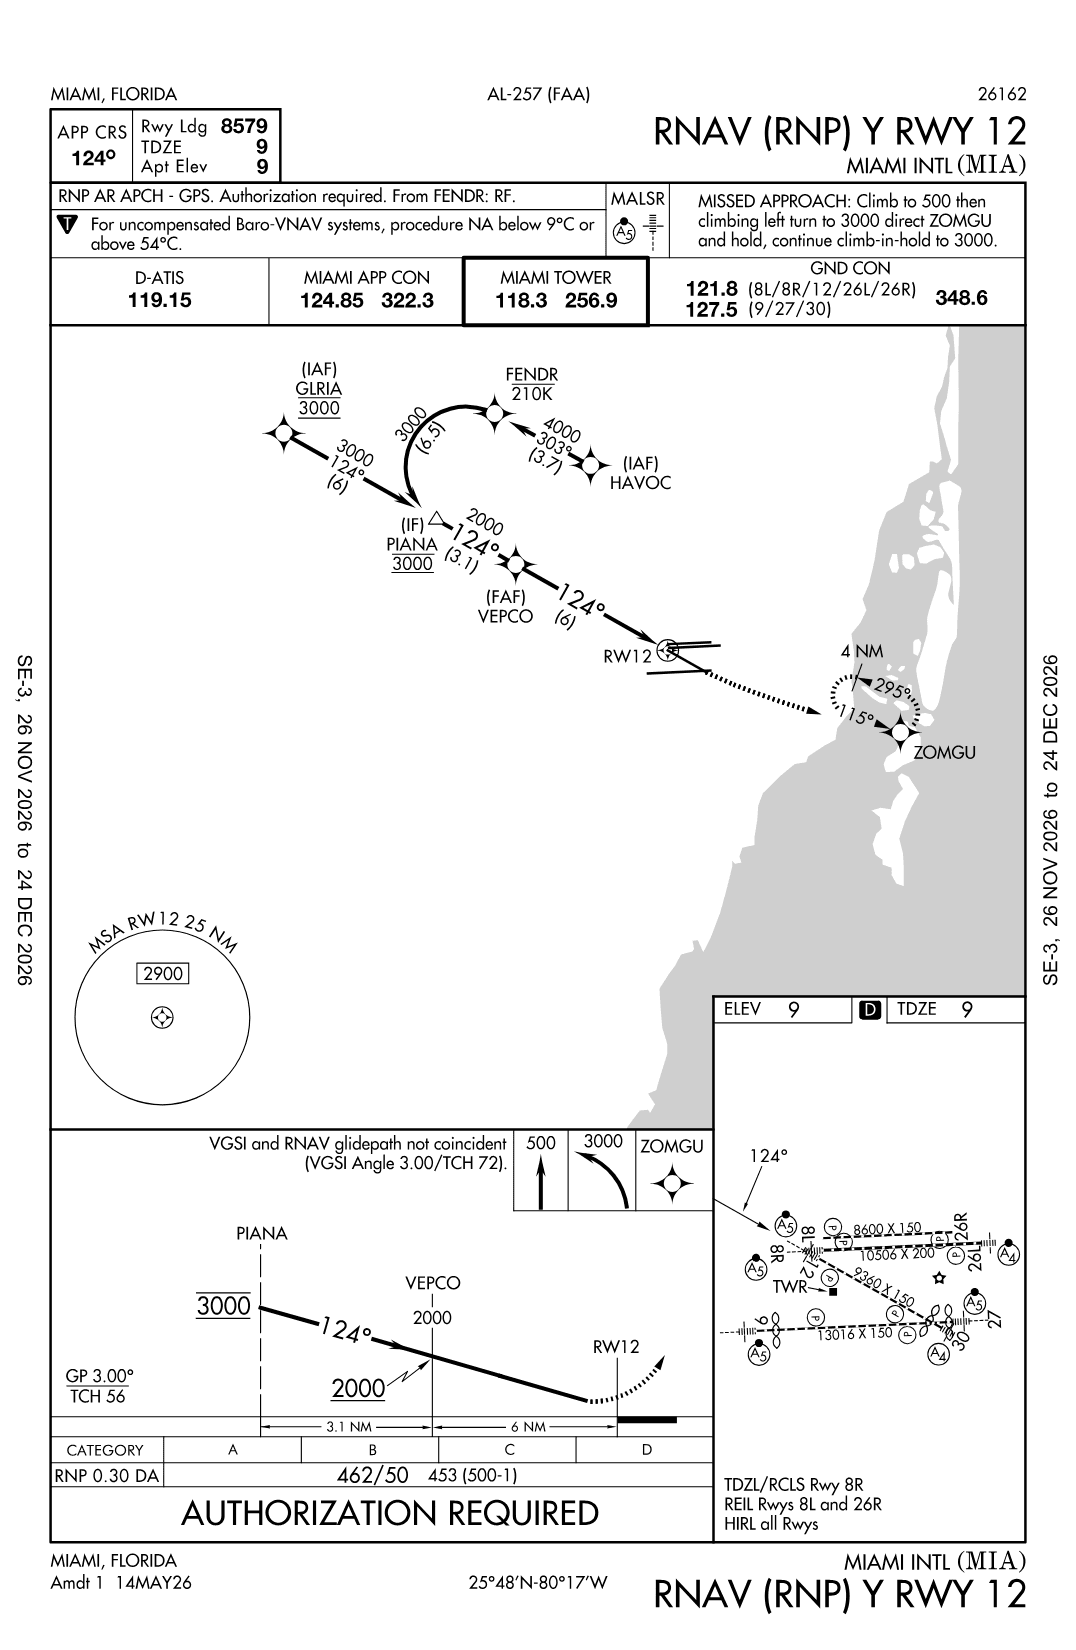 MIAMI, FLORIDA
AL-257 (FAA)
26162
RNAV (RNP) Y RWY 12
MIAMI INTL (MIA)
APP CRS
124°
Rwy Ldg 8579
TDZE 9
Apt Elev 9
RNP AR APCH - GPS. Authorization required. From FENDR: RF.
T
For uncompensated Baro-VNAV systems, procedure NA below 9°C or
above 54°C.
MALSR
A5
MISSED APPROACH: Climb to 500 then
climbing left turn to 3000 direct ZOMGU
and hold, continue climb-in-hold to 3000.
D-ATIS
119.15
MIAMI APP CON
124.85 322.3
MIAMI TOWER
118.3 256.9
GND CON
121.8 (8L/8R/12/26L/26R)
127.5 (9/27/30)
348.6
(IAF)
GLRIA
3000
3000
124°
(6)
FENDR
210K
3000
(6.5)
4000
303°
(3.7)
(IAF)
HAVOC
(IF)
PIANA
3000
2000
124°
(3.1)
(FAF)
VEPCO
124°
(6)
RW12
4 NM
295°
115°
ZOMGU
SE-3, 26 NOV 2026 to 24 DEC 2026
SE-3, 26 NOV 2026 to 24 DEC 2026
MSA RW12 25 NM
2900
ELEV 9
D
TDZE 9
124°
A5
8L
P
P
8600 X 150
P
26R
8R
A5
10506 X 200
P
26L
A4
12
P
TWR
9360 X 150
A5
9
P
P
P
13016 X 150
27
A5
A4
30
TDZL/RCLS Rwy 8R
REIL Rwys 8L and 26R
HIRL all Rwys
VGSI and RNAV glidepath not coincident
(VGSI Angle 3.00/TCH 72).
500
3000
ZOMGU
PIANA
3000
124°
VEPCO
2000
2000
RW12
GP 3.00°
TCH 56
3.1 NM
6 NM
CATEGORY A B C D
RNP 0.30 DA 462/50 453 (500-1)
AUTHORIZATION REQUIRED
MIAMI, FLORIDA
Amdt 1 14MAY26
25°48'N-80°17'W
MIAMI INTL (MIA)
RNAV (RNP) Y RWY 12